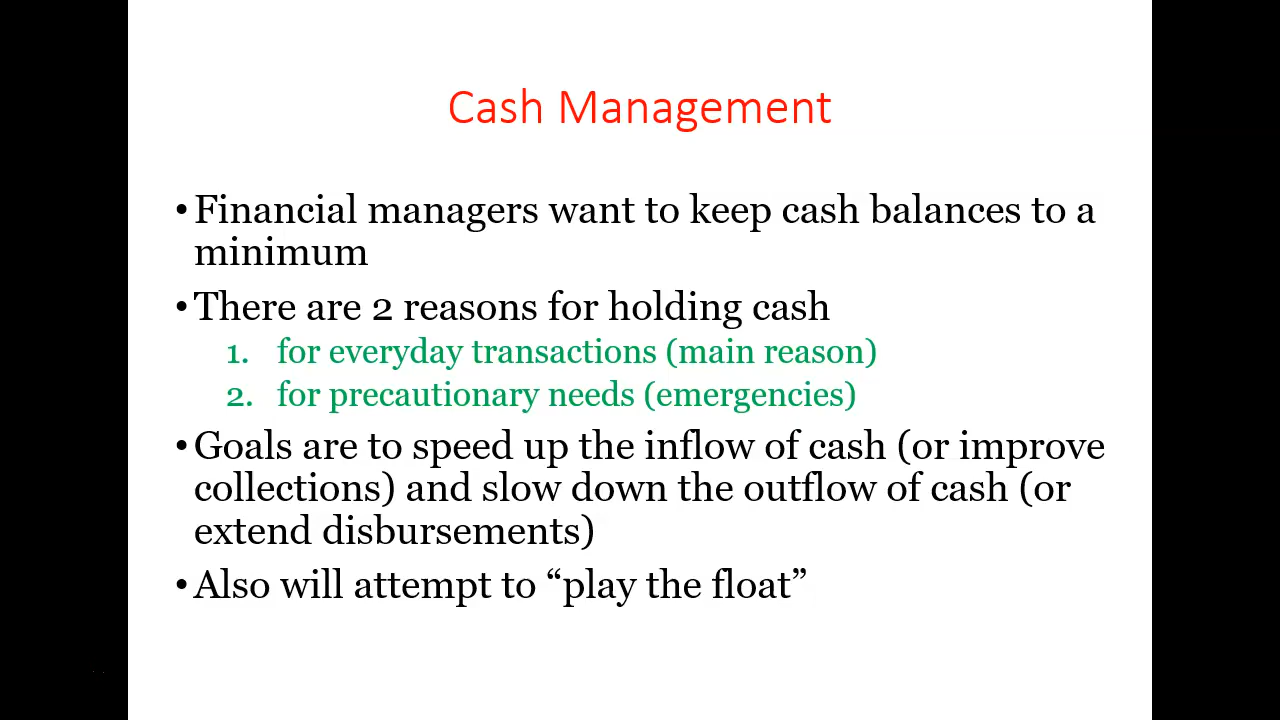 Cash Management
•Financial managers want to keep cash balances to a
minimum
•There are 2 reasons for holding cash
1. for everyday transactions (main reason)
2. for precautionary needs (emergencies)
•Goals are to speed up the inflow of cash (or improve
collections) and slow down the outflow of cash (or
extend disbursements)
•Also will attempt to “play the float”